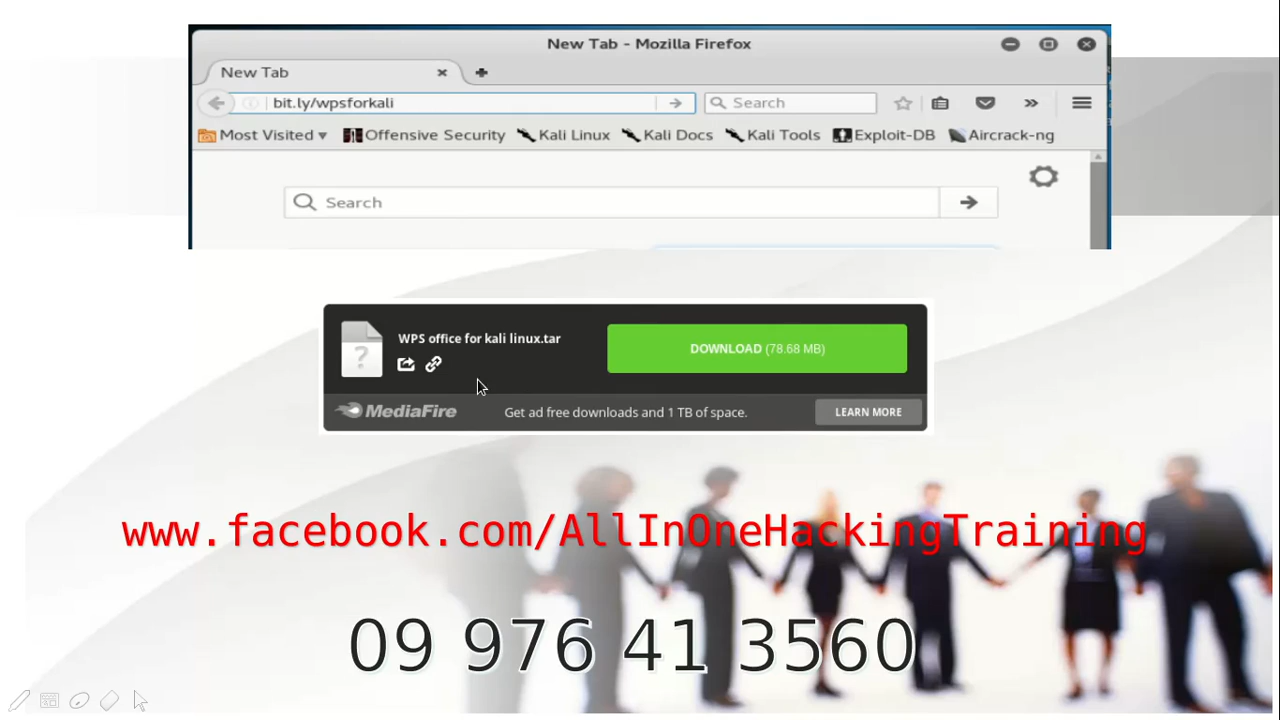 New Tab - Mozilla Firefox
New Tab
bit.ly/wpsforkali
Search
Most Visited
Offensive Security
Kali Linux
Kali Docs
Kali Tools
Exploit-DB
Aircrack-ng
Search
WPS office for kali linux.tar
DOWNLOAD (78.68 MB)
MediaFire
Get ad free downloads and 1 TB of space.
LEARN MORE
www.facebook.com/AllInOneHackingTraining
09 976 41 3560